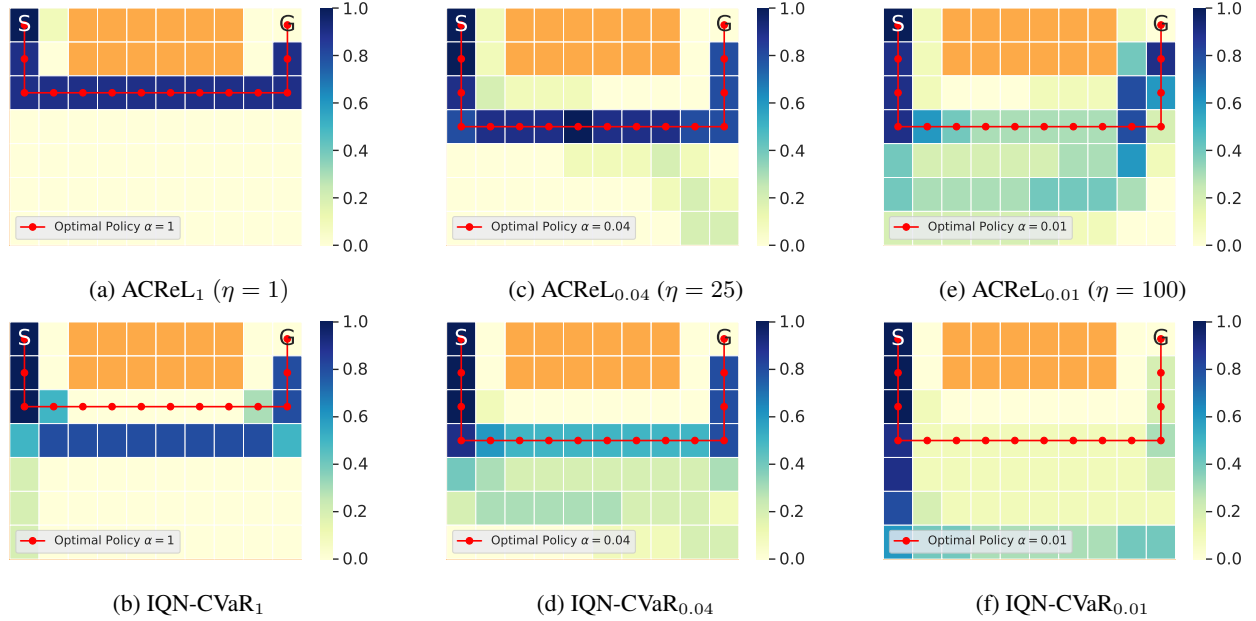 S
G
1.0
0.8
0.6
0.4
0.2
0.0
Optimal Policy α = 1
S
G
1.0
0.8
0.6
0.4
0.2
0.0
Optimal Policy α = 0.04
S
G
1.0
0.8
0.6
0.4
0.2
0.0
Optimal Policy α = 0.01
(a) ACReL₁ (η = 1)
(c) ACReL₀.₀₄ (η = 25)
(e) ACReL₀.₀₁ (η = 100)
S
G
1.0
0.8
0.6
0.4
0.2
0.0
Optimal Policy α = 1
S
G
1.0
0.8
0.6
0.4
0.2
0.0
Optimal Policy α = 0.04
S
G
1.0
0.8
0.6
0.4
0.2
0.0
Optimal Policy α = 0.01
(b) IQN-CVaR₁
(d) IQN-CVaR₀.₀₄
(f) IQN-CVaR₀.₀₁